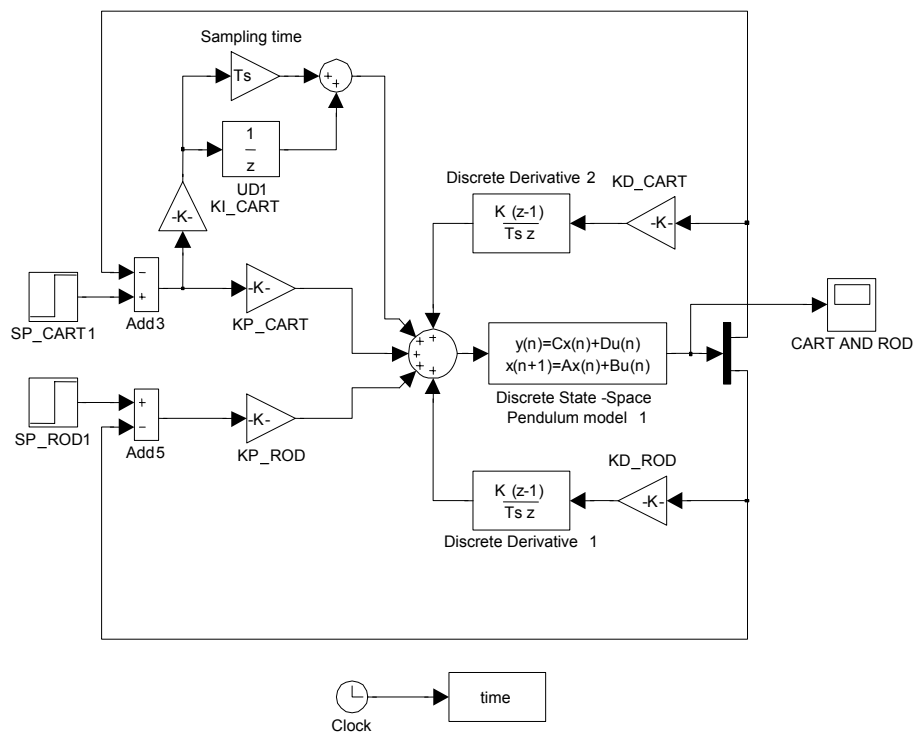 Sampling time
Ts
+
+
1
z
UD1
KI_CART
-K-
Discrete Derivative 2
K (z-1)
Ts z
KD_CART
-K-
−
+
SP_CART1
Add3
-K-
KP_CART
+
+
+
+
+
y(n)=Cx(n)+Du(n)
x(n+1)=Ax(n)+Bu(n)
Discrete State -Space
Pendulum model 1
CART AND ROD
+
−
SP_ROD1
Add5
-K-
KP_ROD
K (z-1)
Ts z
Discrete Derivative 1
KD_ROD
-K-
Clock
time